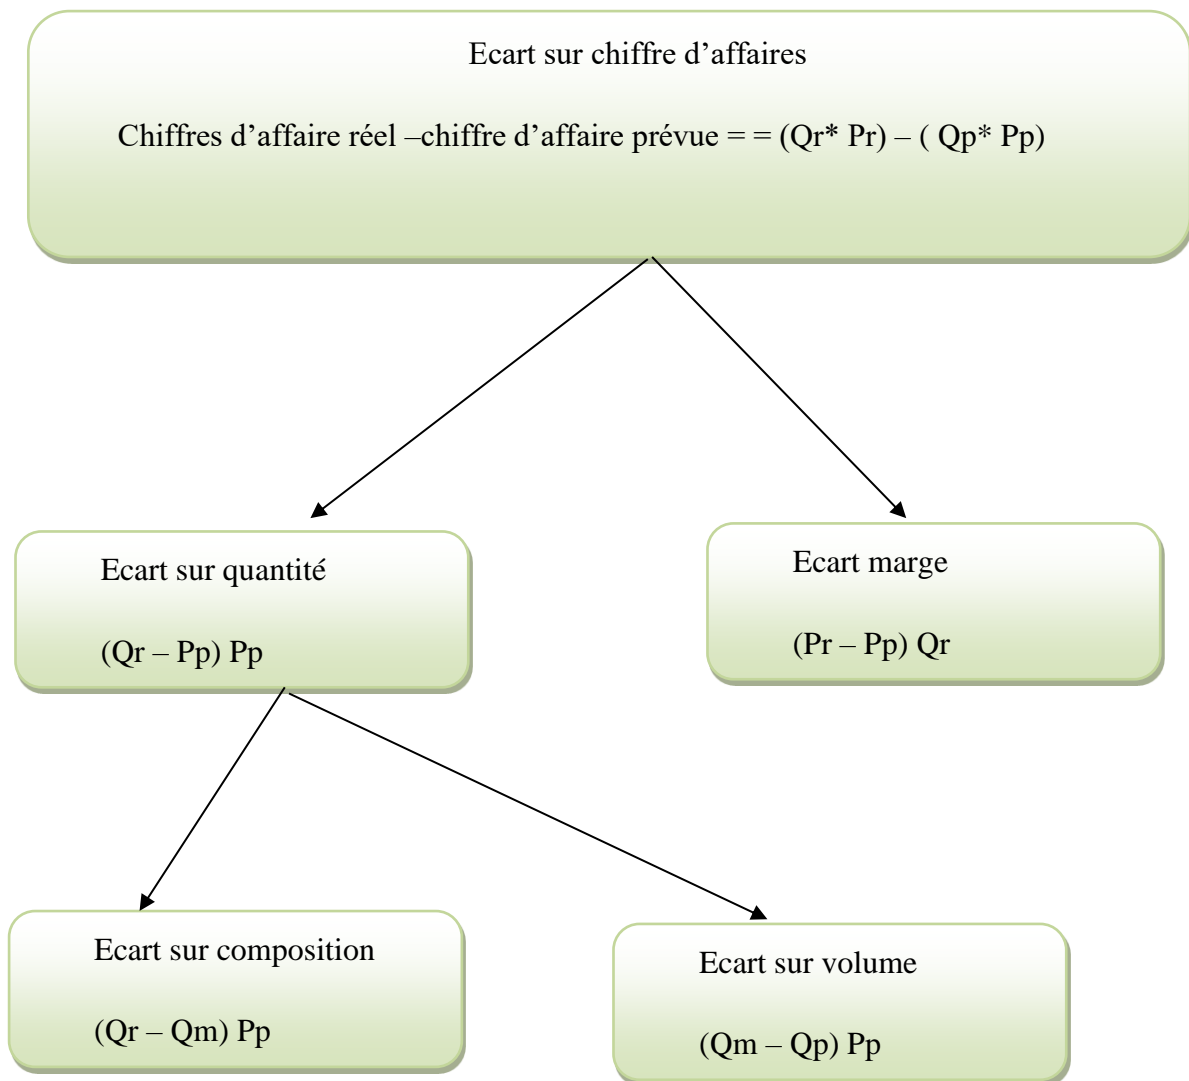 Ecart sur chiffre d’affaires
Chiffres d’affaire réel –chiffre d’affaire prévue = = (Qr* Pr) – ( Qp* Pp)
Ecart sur quantité
(Qr – Pp) Pp
Ecart marge
(Pr – Pp) Qr
Ecart sur composition
(Qr – Qm) Pp
Ecart sur volume
(Qm – Qp) Pp